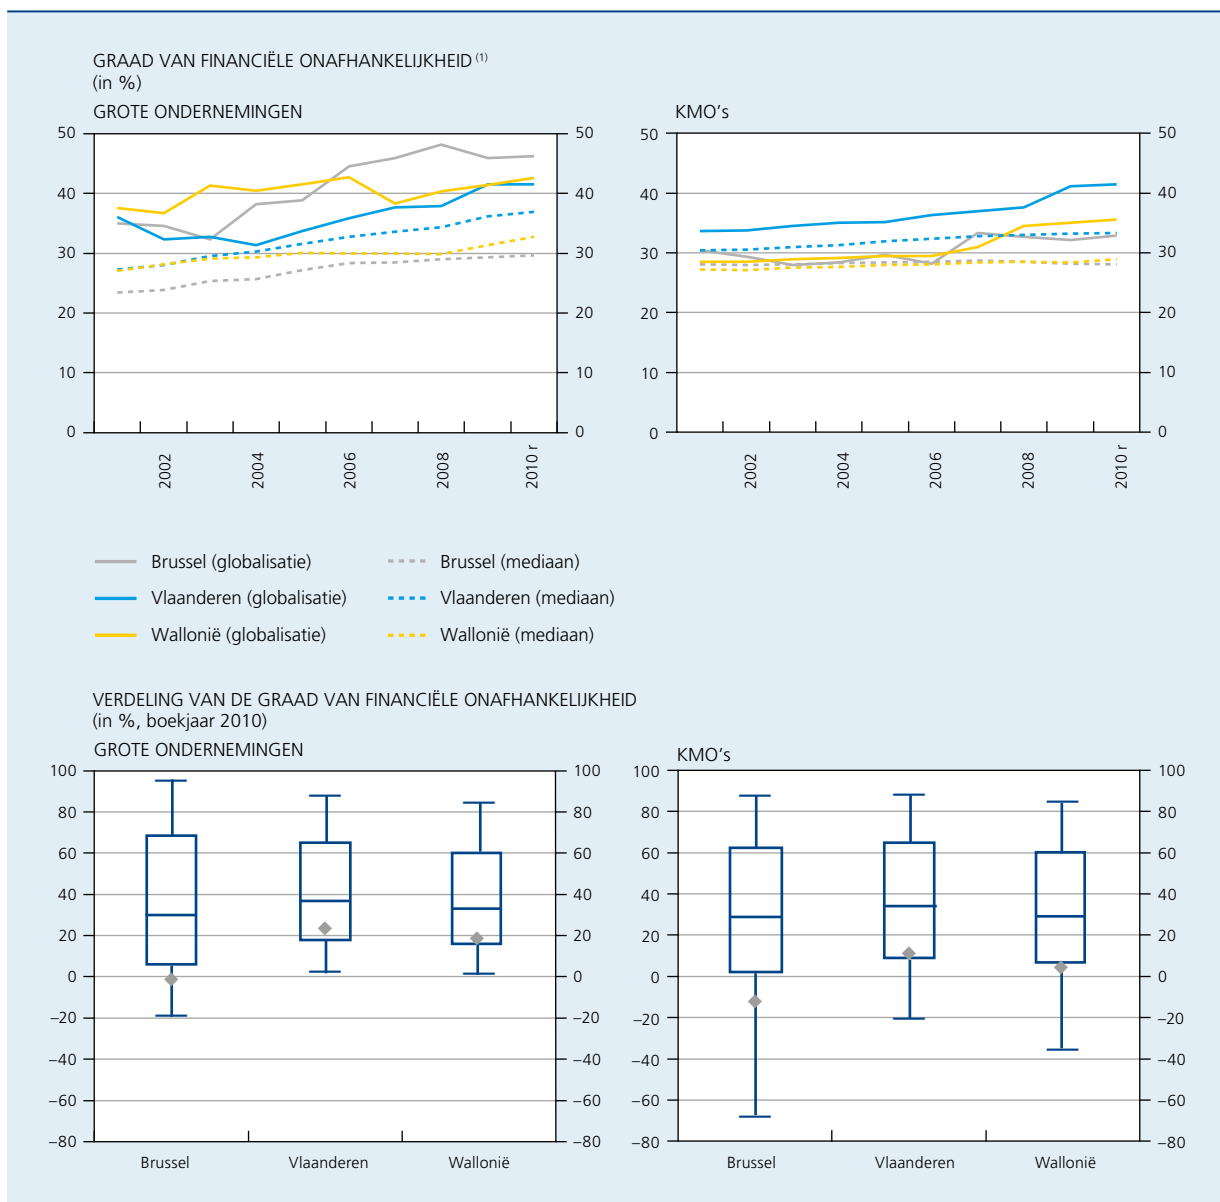 GRAAD VAN FINANCIËLE ONAFHANKELIJKHEID (1)
(in %)
GROTE ONDERNEMINGEN
KMO's
50 50 50 50
40 40 40 40
30 30 30 30
20 20 20 20
10 10 10 10
0 0 0 0
2002 2004 2006 2008 2010 r
2002 2004 2006 2008 2010 r
Brussel (globalisatie) Brussel (mediaan)
Vlaanderen (globalisatie) Vlaanderen (mediaan)
Wallonië (globalisatie) Wallonië (mediaan)
VERDELING VAN DE GRAAD VAN FINANCIËLE ONAFHANKELIJKHEID
(in %, boekjaar 2010)
GROTE ONDERNEMINGEN
KMO's
100 100 100 100
80 80 80 80
60 60 60 60
40 40 40 40
20 20 20 20
0 0 0 0
–20 –20 –20 –20
–40 –40 –40 –40
–60 –60 –60 –60
–80 –80 –80 –80
Brussel Vlaanderen Wallonië
Brussel Vlaanderen Wallonië